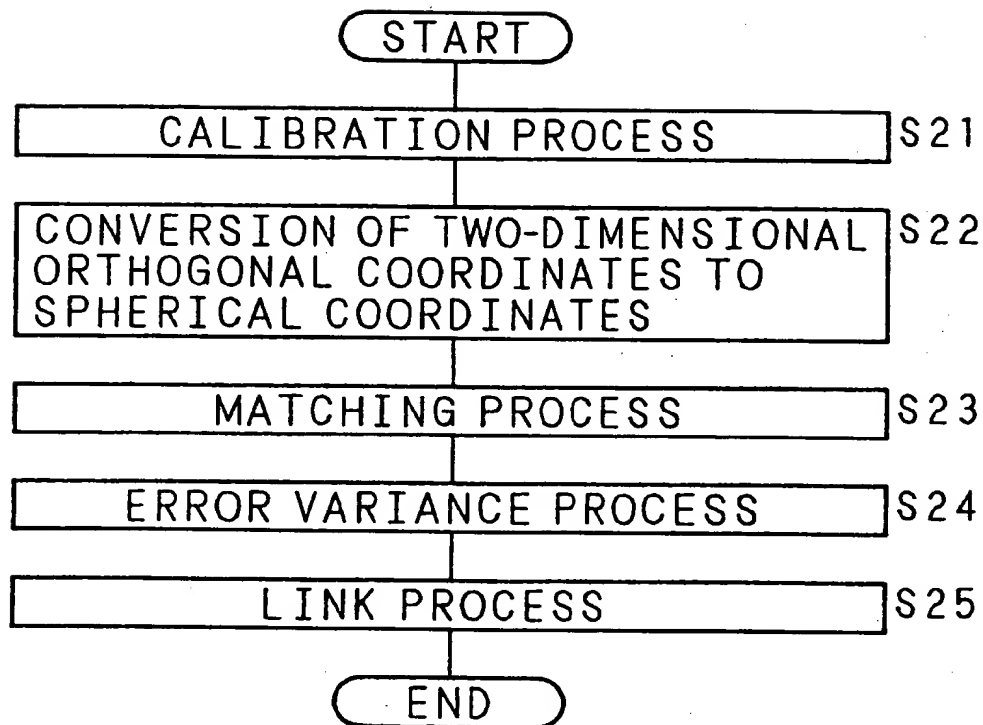 START
CALIBRATION PROCESS S21
CONVERSION OF TWO-DIMENSIONAL S22
ORTHOGONAL COORDINATES TO
SPHERICAL COORDINATES
MATCHING PROCESS S23
ERROR VARIANCE PROCESS S24
LINK PROCESS S25
END